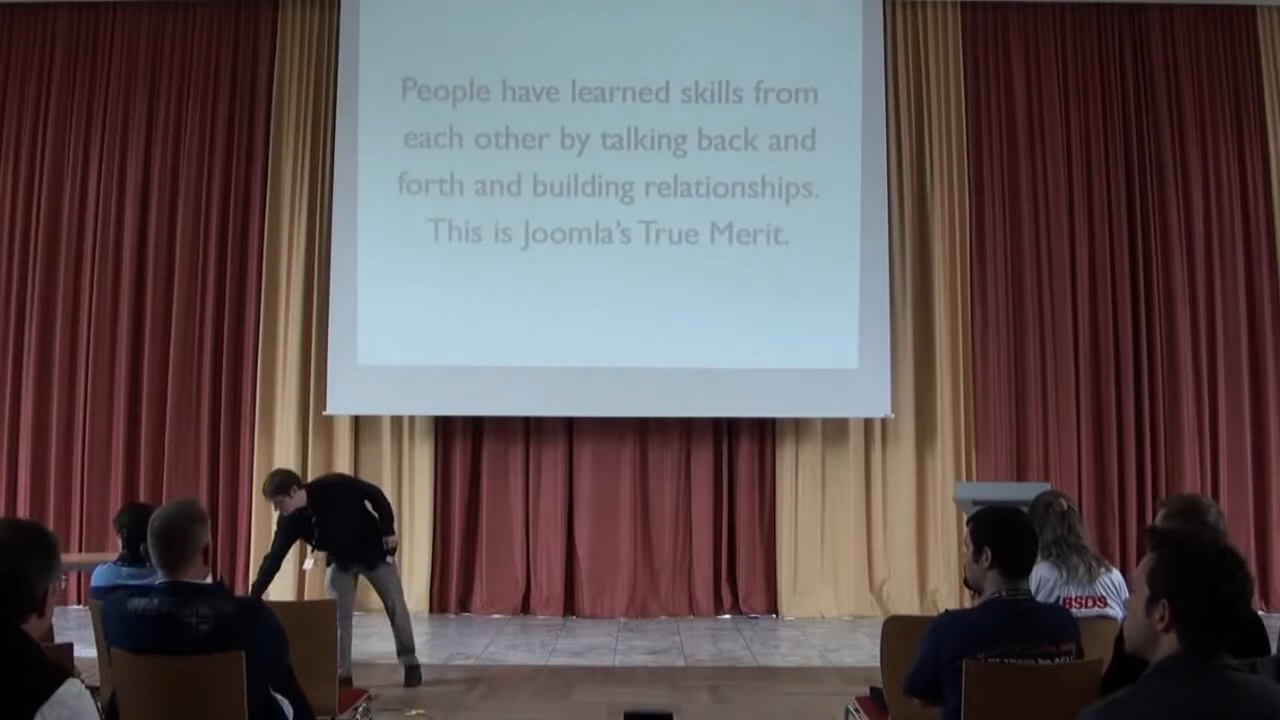 People have learned skills from
each other by talking back and
forth and building relationships.
This is Joomla's True Merit.
BSDS